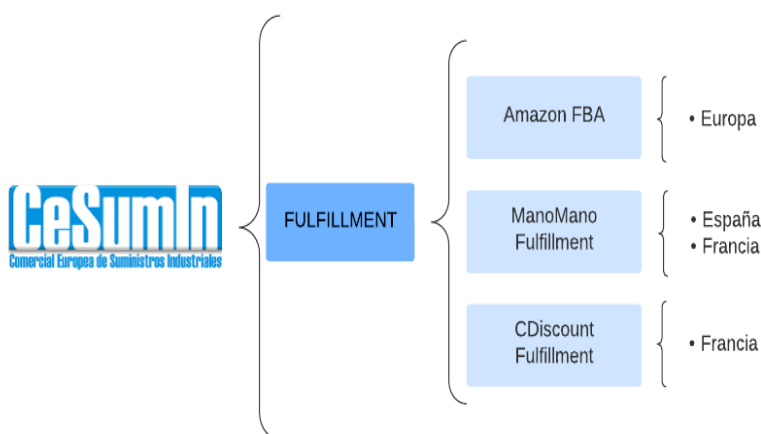 CeSumIn
Comercial Europea de Suministros Industriales
FULFILLMENT
Amazon FBA
• Europa
ManoMano
Fulfillment
• España
• Francia
CDiscount
Fulfillment
• Francia